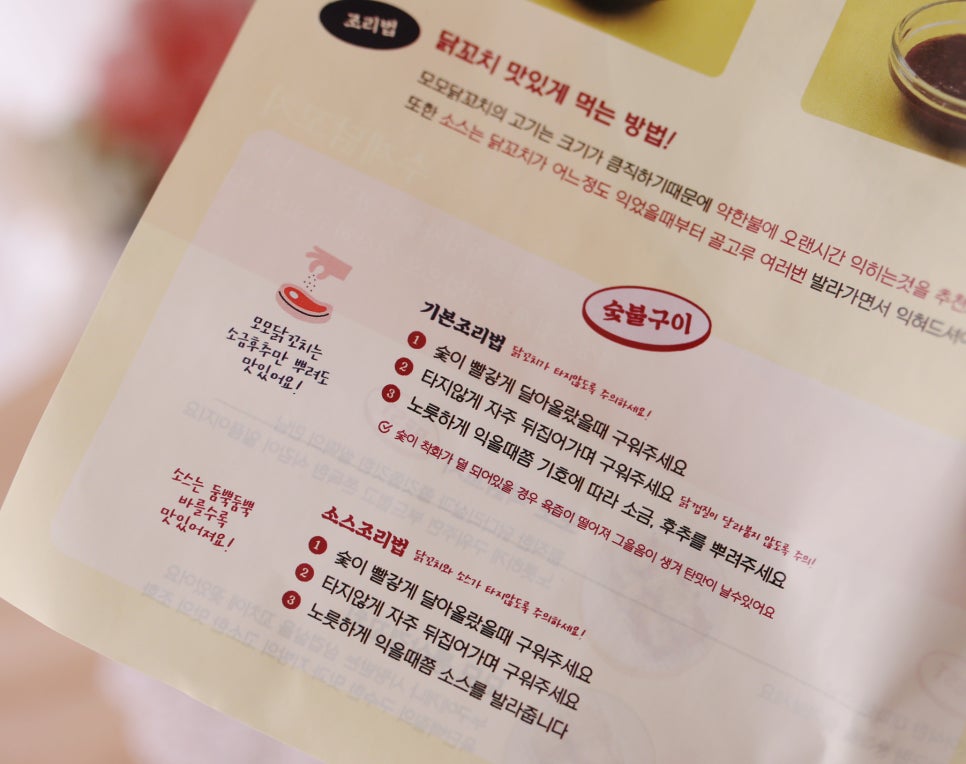 조리법
닭꼬치 맛있게 먹는 방법!
모모닭꼬치의 고기는 크기가 큼직하기때문에 약한불에 오랜시간 익히는것을 추천
또한 소스는 닭꼬치가 어느정도 익었을때부터 골고루 여러번 발라가면서 익혀드셔야
숯불구이
모모닭꼬치는
소금후추만 뿌려도
맛있어요!
기본조리법 닭꼬치가 타지않도록 주의하세요!
1 숯이 빨갛게 달아올랐을때 구워주세요
2 타지않게 자주 뒤집어가며 구워주세요 닭껍질이 달라붙지 않도록 주의!
3 노릇하게 익을때쯤 기호에 따라 소금, 후추를 뿌려주세요
숯이 착화가 덜 되어있을 경우 육즙이 떨어져 그을음이 생겨 탄맛이 날수있어요
소스는 듬뿍듬뿍
바를수록
맛있어져요!
소스조리법 닭꼬치와 소스가 타지않도록 주의하세요!
1 숯이 빨갛게 달아올랐을때 구워주세요
2 타지않게 자주 뒤집어가며 구워주세요
3 노릇하게 익을때쯤 소스를 발라줍니다